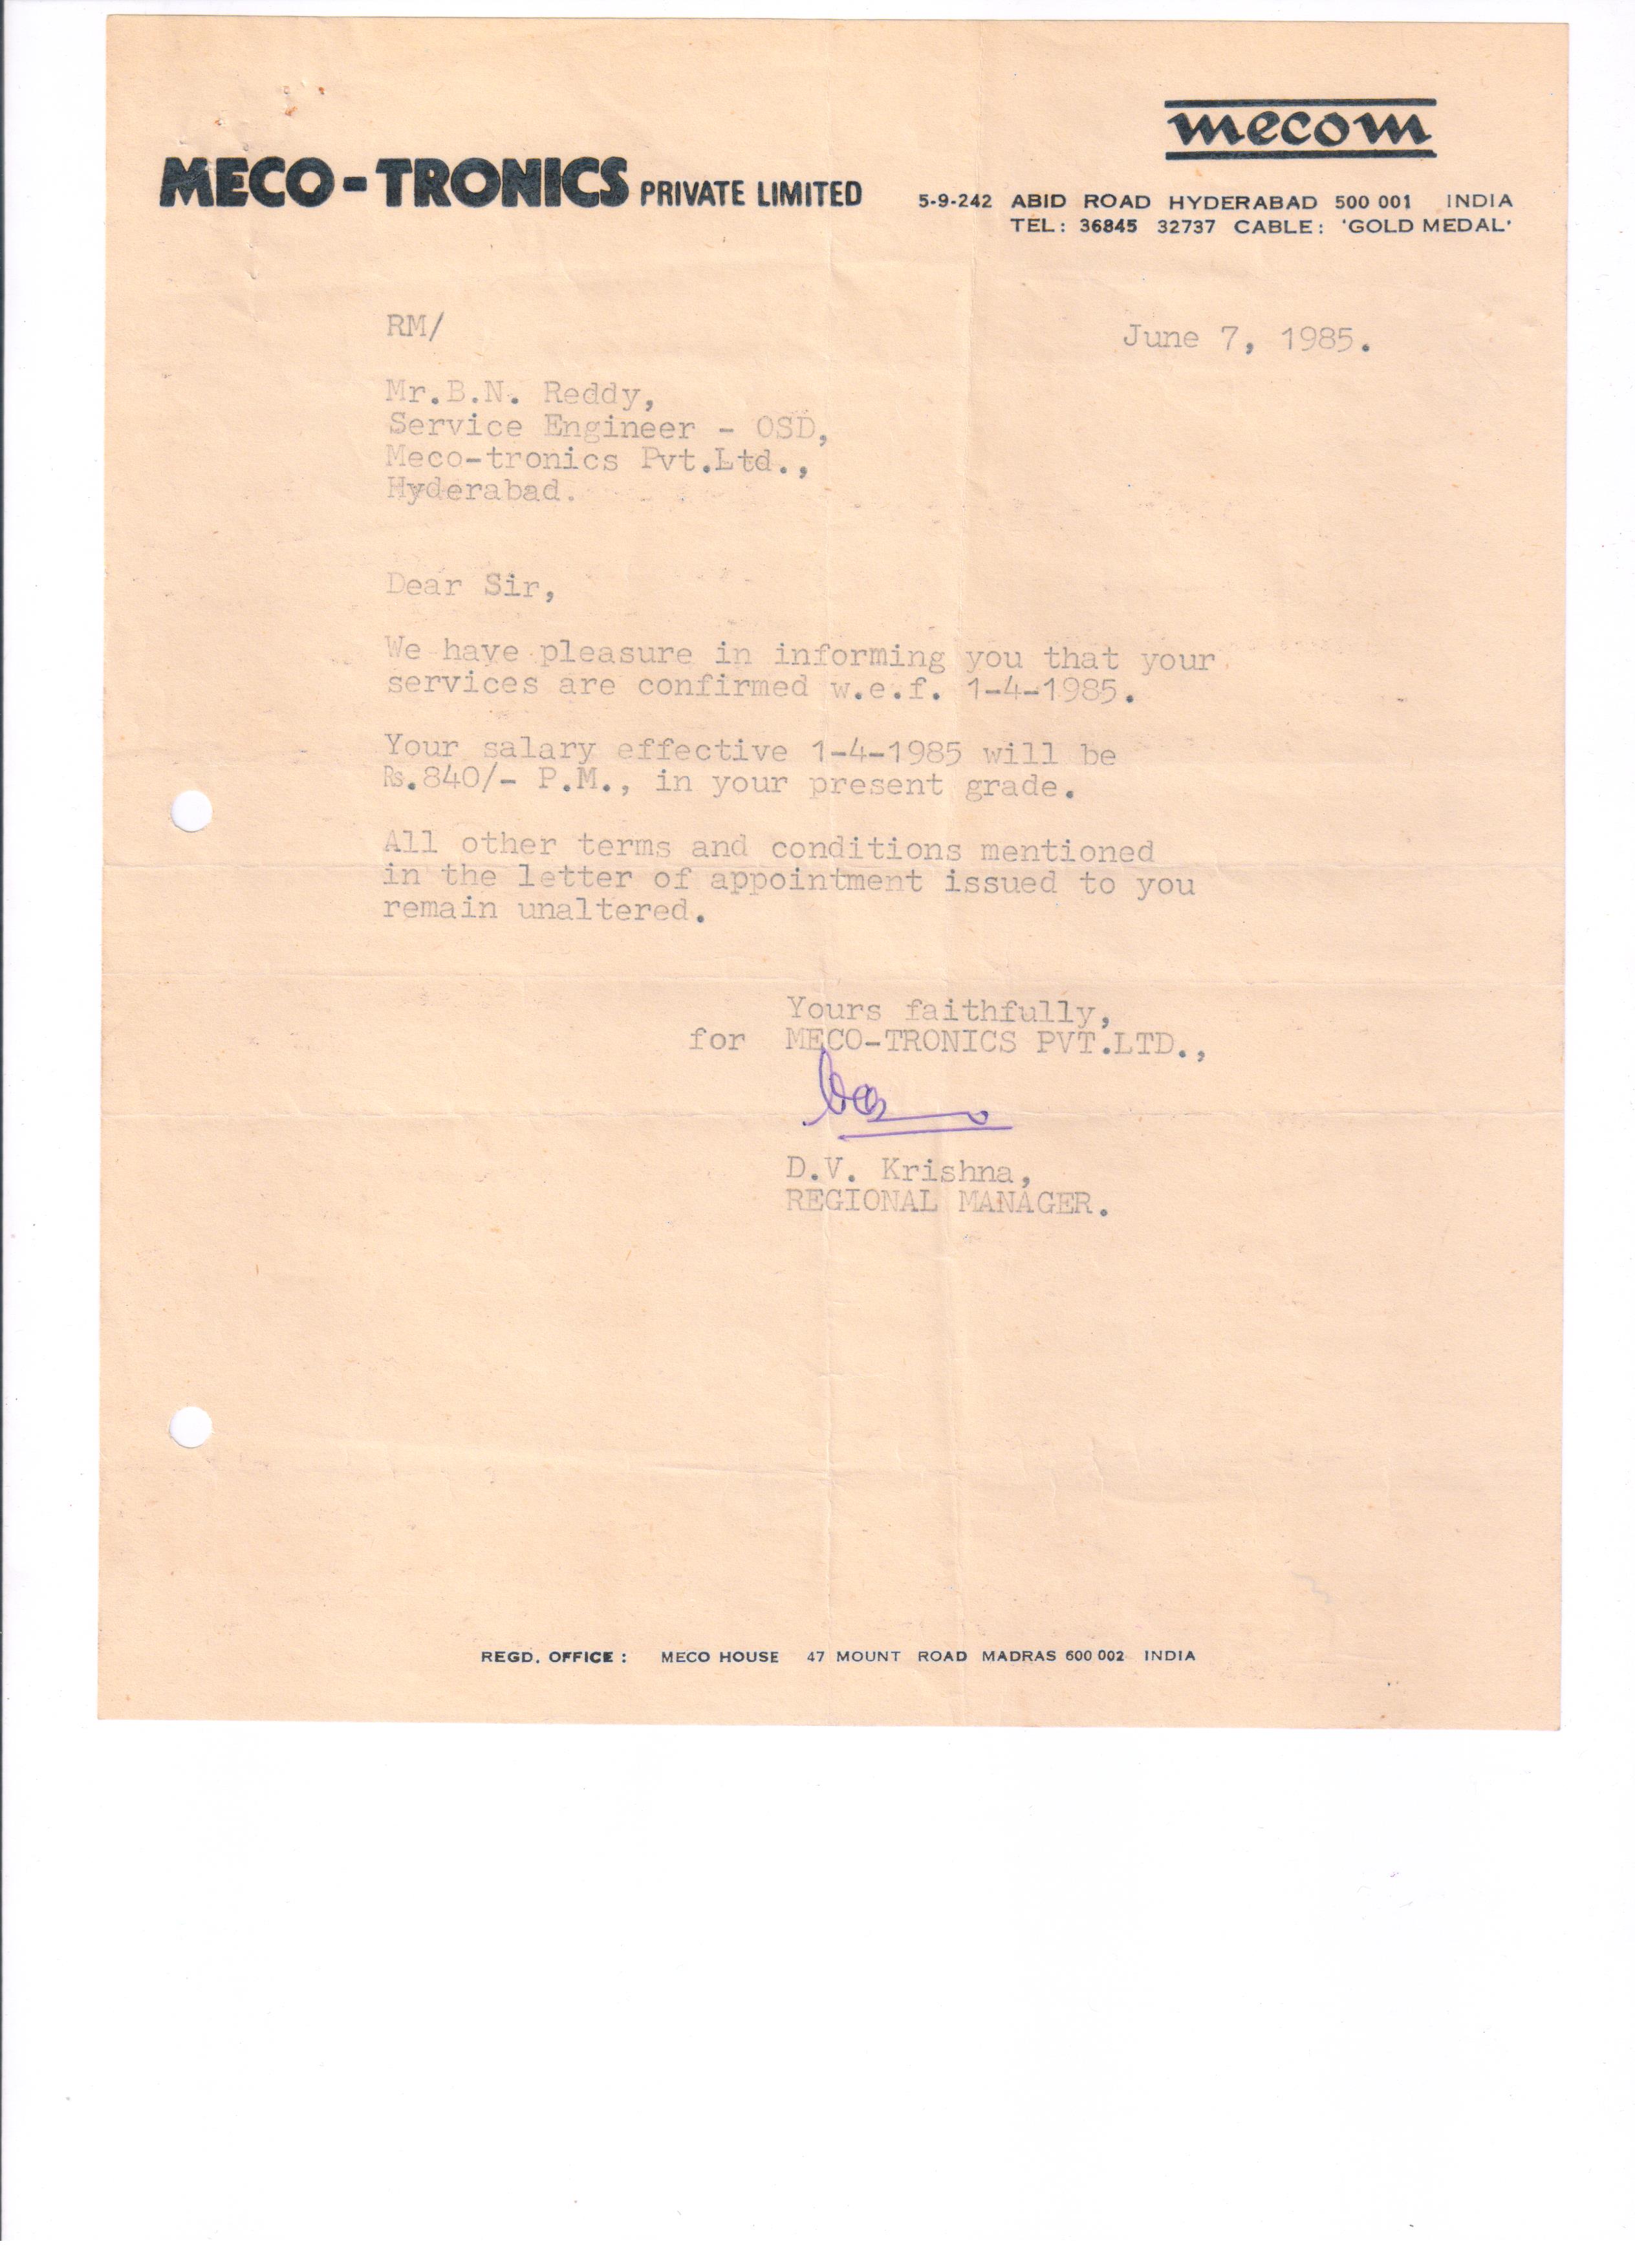 mecom
MECO-TRONICS PRIVATE LIMITED
5-9-242 ABID ROAD HYDERABAD 500 001 INDIA
TEL: 36845 32737 CABLE: 'GOLD MEDAL'
RM/
June 7, 1985.
Mr.B.N. Reddy,
Service Engineer - OSD,
Meco-tronics Pvt.Ltd.,
Hyderabad.
Dear Sir,
We have pleasure in informing you that your
services are confirmed w.e.f. 1-4-1985.
Your salary effective 1-4-1985 will be
Rs.840/- P.M., in your present grade.
All other terms and conditions mentioned
in the letter of appointment issued to you
remain unaltered.
Yours faithfully,
for MECO-TRONICS PVT.LTD.,
D.V. Krishna,
REGIONAL MANAGER.
REGD. OFFICE : MECO HOUSE 47 MOUNT ROAD MADRAS 600 002 INDIA